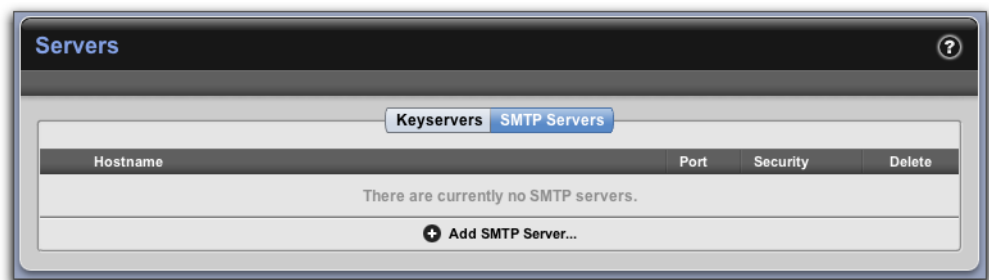 Servers ?
Keyservers SMTP Servers
Hostname Port Security Delete
There are currently no SMTP servers.
Add SMTP Server...